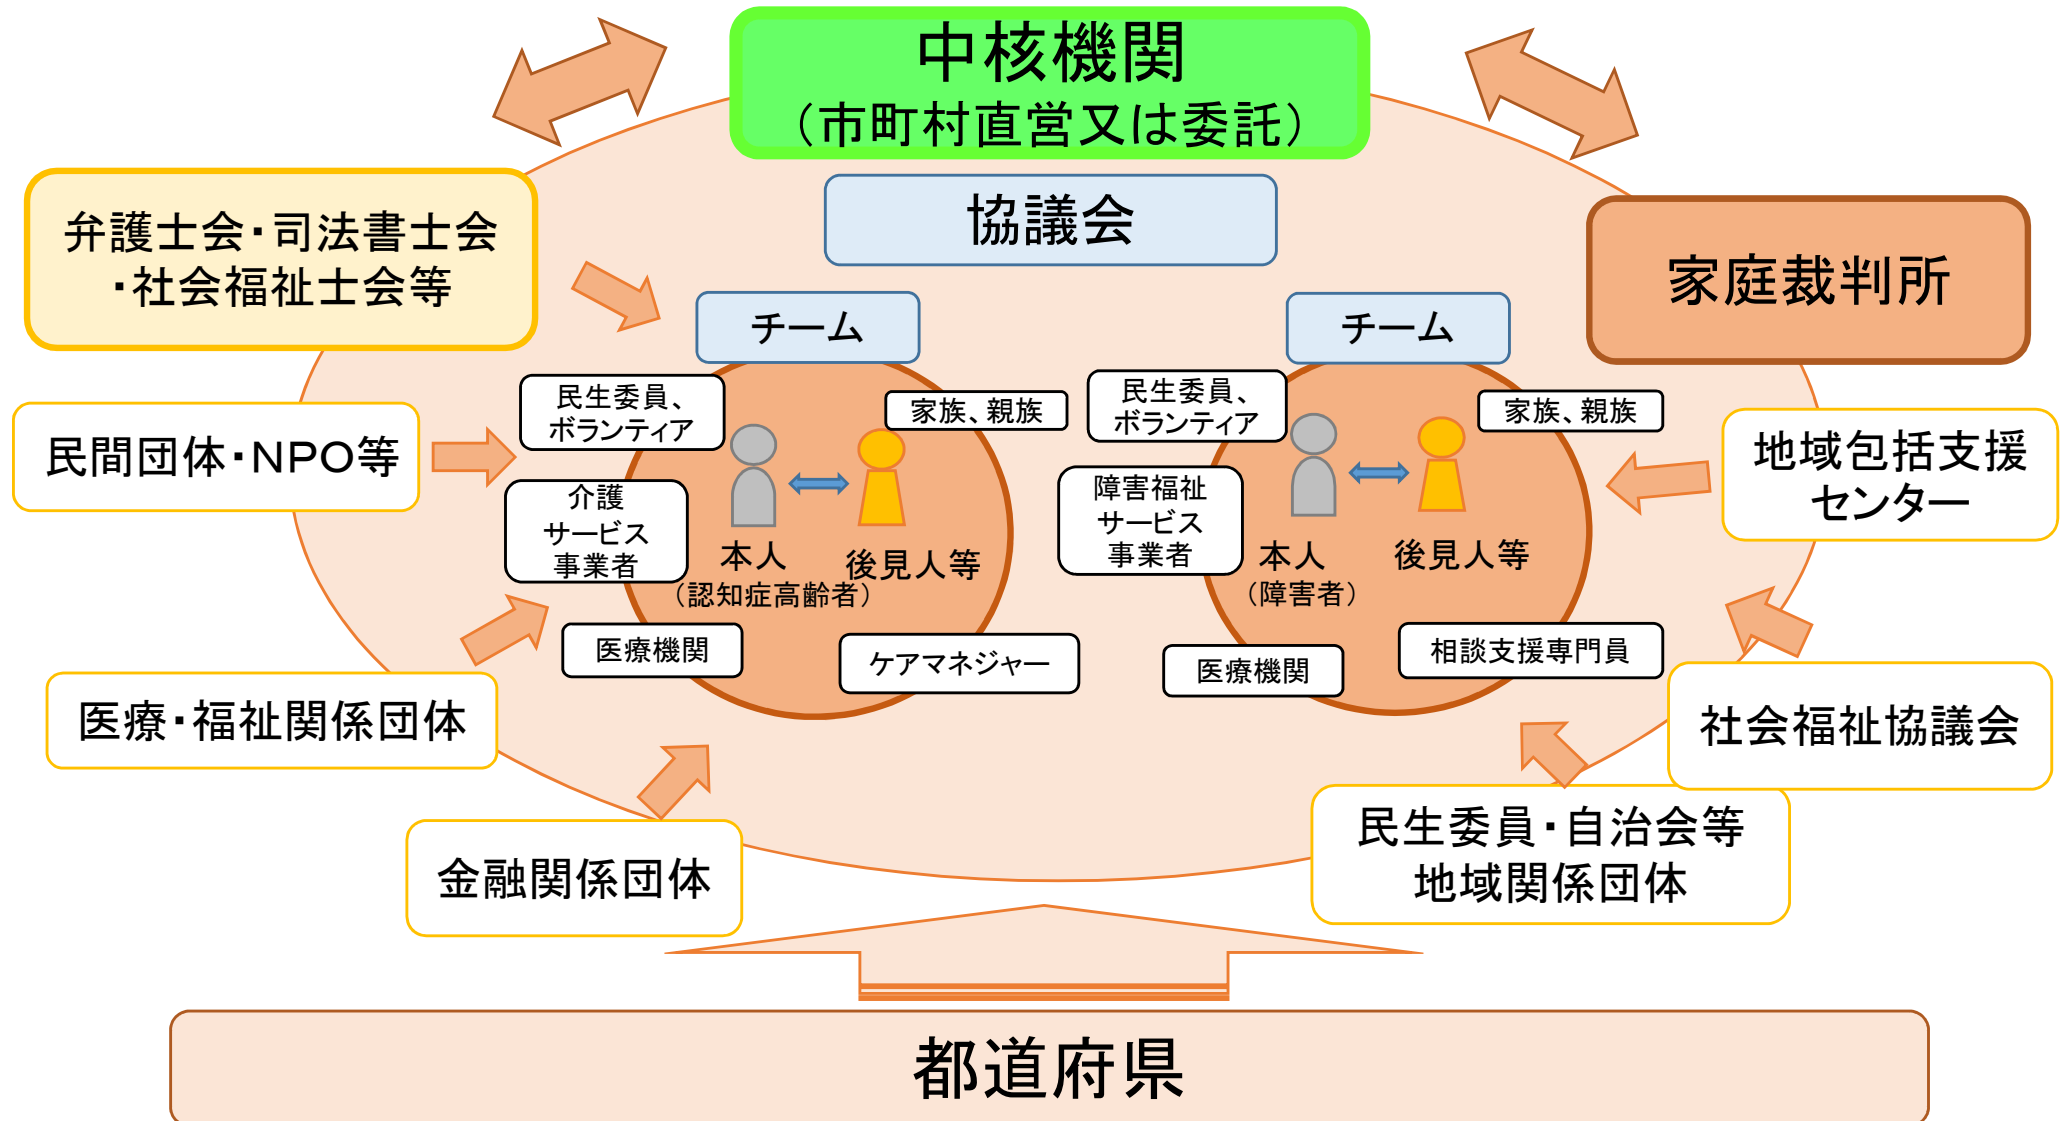 中核機関
（市町村直営又は委託）
協議会
弁護士会・司法書士会
・社会福祉士会等
家庭裁判所
チーム
民生委員、
ボランティア
家族、親族
介護
サービス
事業者
本人
（認知症高齢者）
後見人等
医療機関
ケアマネジャー
チーム
民生委員、
ボランティア
家族、親族
障害福祉
サービス
事業者
本人
（障害者）
後見人等
医療機関
相談支援専門員
民間団体・NPO等
地域包括支援
センター
医療・福祉関係団体
社会福祉協議会
金融関係団体
民生委員・自治会等
地域関係団体
都道府県